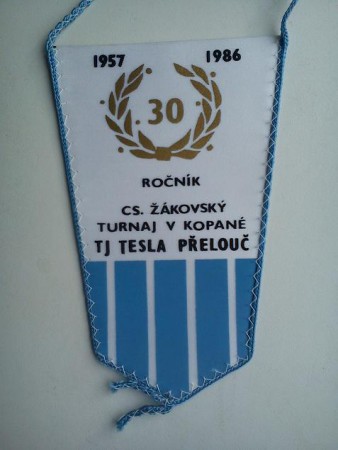 1957 1986
30
ROČNÍK
CS. ŽÁKOVSKÝ
TURNAJ V KOPANÉ
TJ TESLA PŘELOUČ